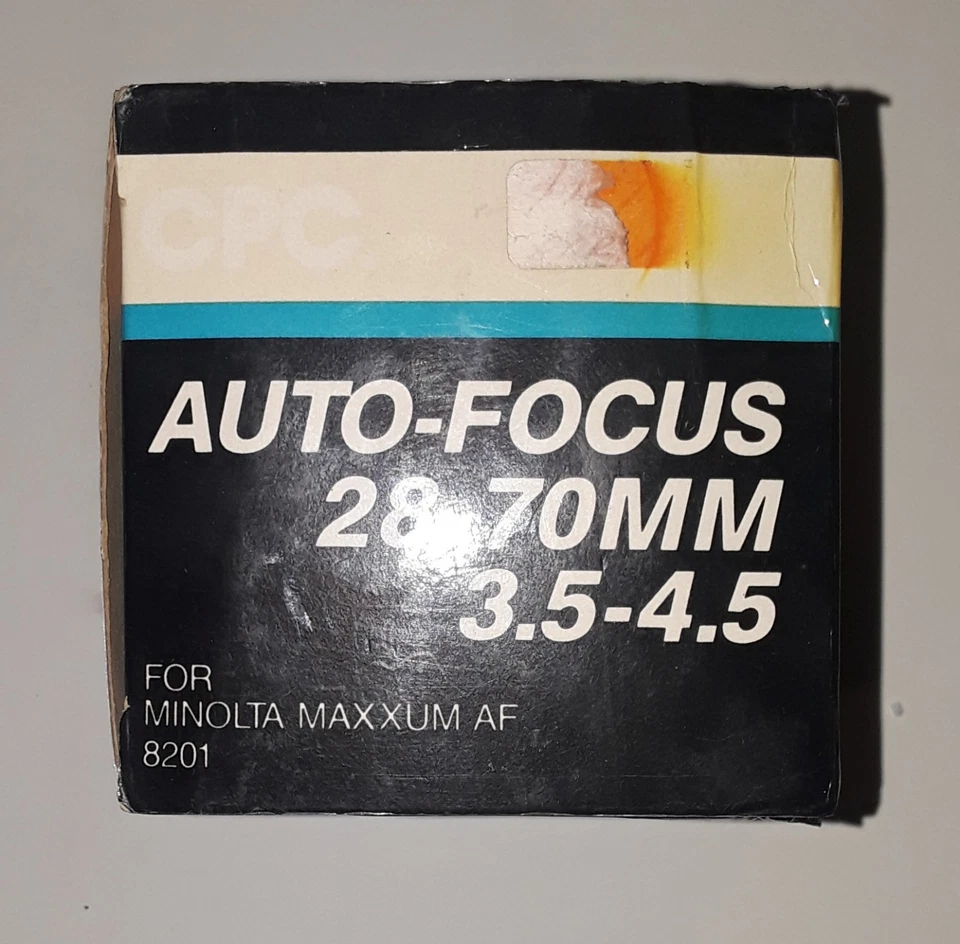 CPC
AUTO-FOCUS
28-70MM
3.5-4.5
FOR
MINOLTA MAXXUM AF
8201